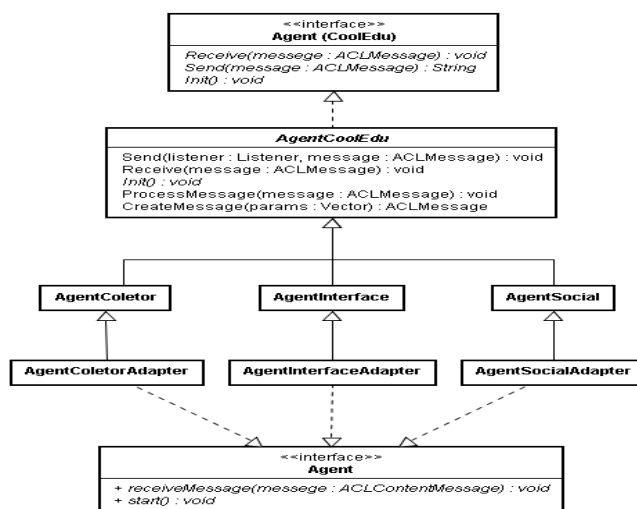 <<interface>>
Agent (CoolEdu)
Receive(messege : ACLMessage) : void
Send(message : ACLMessage) : String
Init() : void
AgentCoolEdu
Send(listener : Listener, message : ACLMessage) : void
Receive(message : ACLMessage) : void
Init() : void
ProcessMessage(message : ACLMessage) : void
CreateMessage(params : Vector) : ACLMessage
AgentColetor AgentInterface AgentSocial
AgentColetorAdapter AgentInterfaceAdapter AgentSocialAdapter
<<interface>>
Agent
+ receiveMessage(messege : ACLContentMessage) : void
+ start() : void